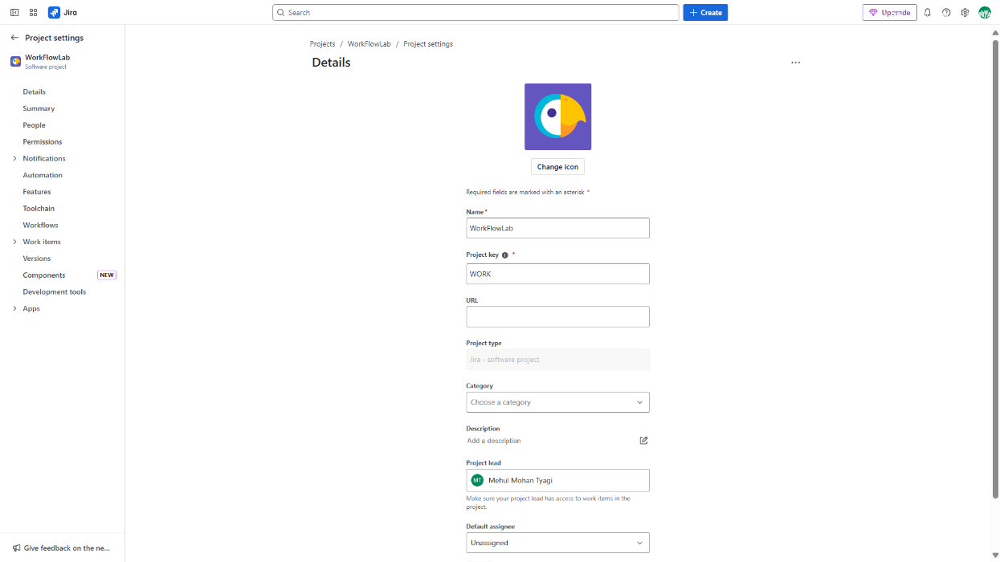 Jira
Search
Create
Upgrade
Project settings
WorkFlowLab
Software project
Details
Summary
People
Permissions
Notifications
Automation
Features
Toolchain
Workflows
Work items
Versions
Components NEW
Development tools
Apps
Give feedback on the ne...
Projects / WorkFlowLab / Project settings
Details
Change icon
Required fields are marked with an asterisk *
Name *
WorkFlowLab
Project key *
WORK
URL
Project type
Jira - software project
Category
Choose a category
Description
Add a description
Project lead
MT Mehul Mohan Tyagi
Make sure your project lead has access to work items in the
project.
Default assignee
Unassigned